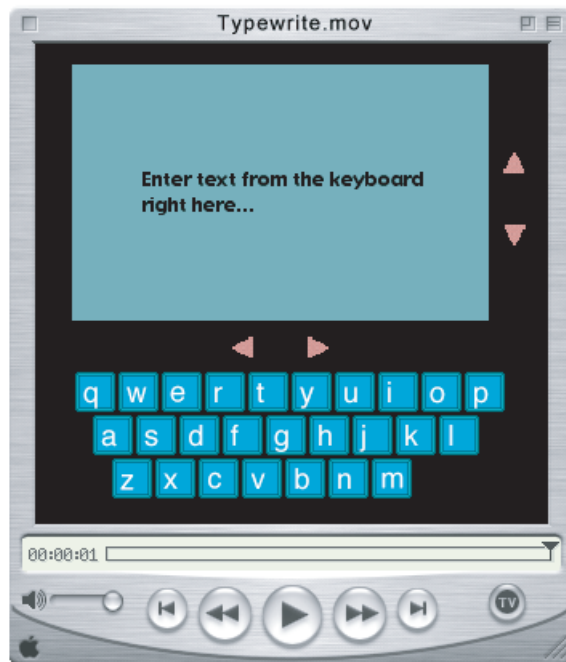 Typewrite.mov
Enter text from the keyboard
right here...
q w e r t y u i o p
a s d f g h j k l
z x c v b n m
00:00:01
TV